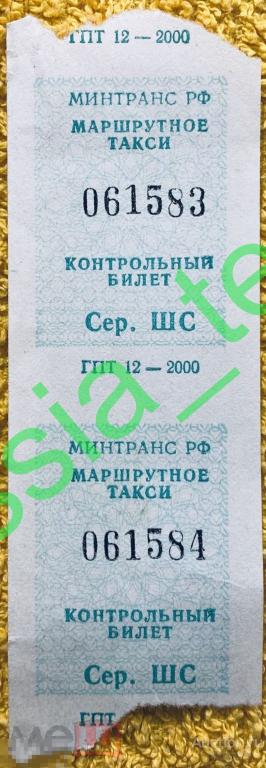 ГПТ 12 — 2000
МИНТРАНС РФ
МАРШРУТНОЕ
ТАКСИ
061583
КОНТРОЛЬНЫЙ
БИЛЕТ
Сер. ШС
ГПТ 12 — 2000
МИНТРАНС РФ
МАРШРУТНОЕ
ТАКСИ
061584
КОНТРОЛЬНЫЙ
БИЛЕТ
Сер. ШС
ГПТ